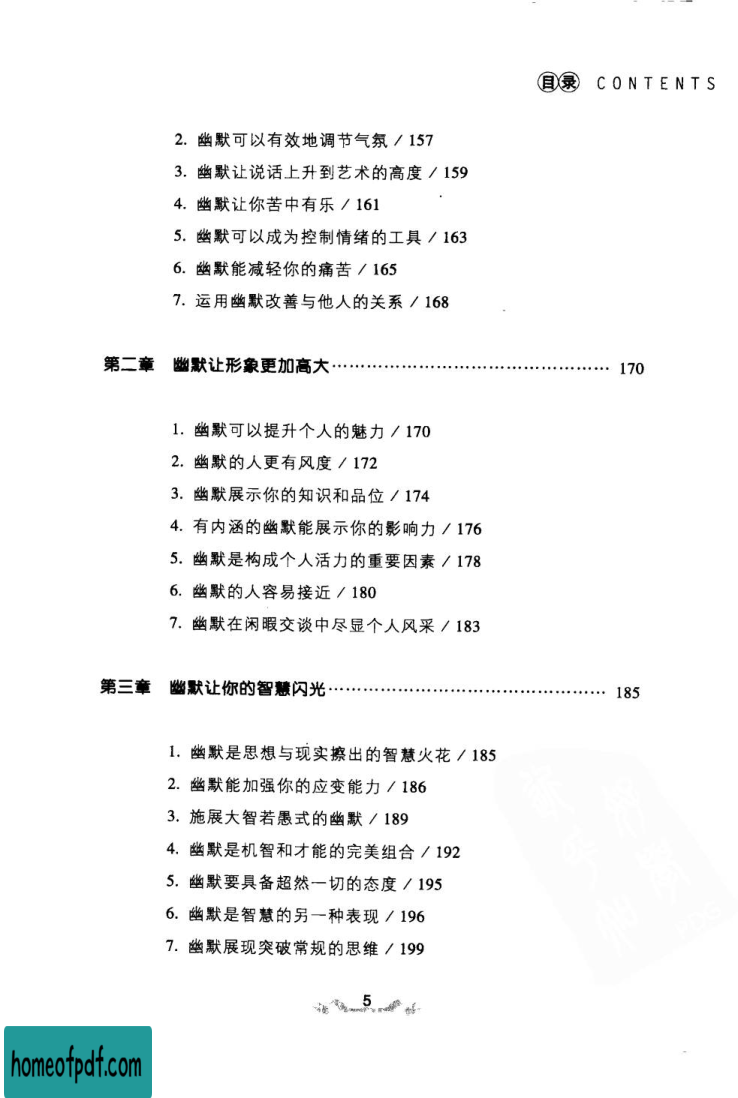 目录 CONTENTS
2. 幽默可以有效地调节气氛 / 157
3. 幽默让说话上升到艺术的高度 / 159
4. 幽默让你苦中有乐 / 161
5. 幽默可以成为控制情绪的工具 / 163
6. 幽默能减轻你的痛苦 / 165
7. 运用幽默改善与他人的关系 / 168
第二章 幽默让形象更加高大 ………………………………………… 170
1. 幽默可以提升个人的魅力 / 170
2. 幽默的人更有风度 / 172
3. 幽默展示你的知识和品位 / 174
4. 有内涵的幽默能展示你的影响力 / 176
5. 幽默是构成个人活力的重要因素 / 178
6. 幽默的人容易接近 / 180
7. 幽默在闲暇交谈中尽显个人风采 / 183
第三章 幽默让你的智慧闪光 ………………………………………… 185
1. 幽默是思想与现实擦出的智慧火花 / 185
2. 幽默能加强你的应变能力 / 186
3. 施展大智若愚式的幽默 / 189
4. 幽默是机智和才能的完美组合 / 192
5. 幽默要具备超然一切的态度 / 195
6. 幽默是智慧的另一种表现 / 196
7. 幽默展现突破常规的思维 / 199
5
homeofpdf.com